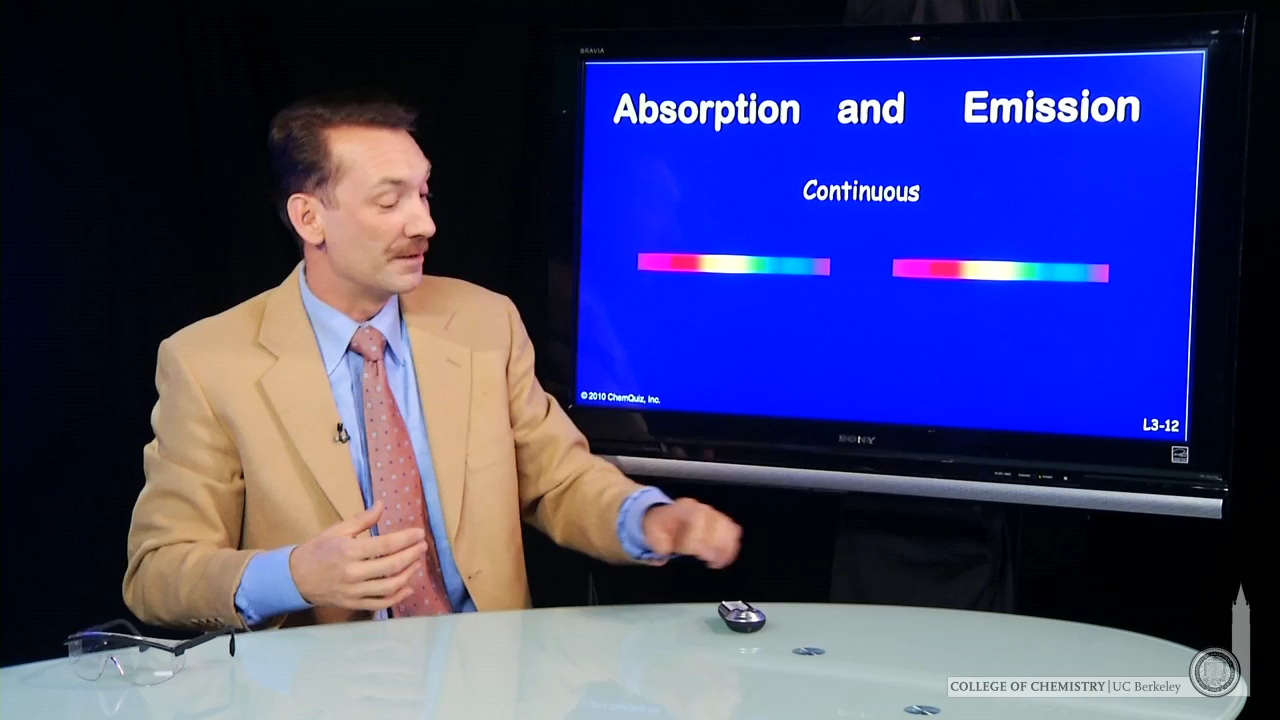 BRAVIA
Absorption and Emission
Continuous
© 2010 ChemQuiz, Inc.
L3-12
SONY
COLLEGE OF CHEMISTRY | UC Berkeley